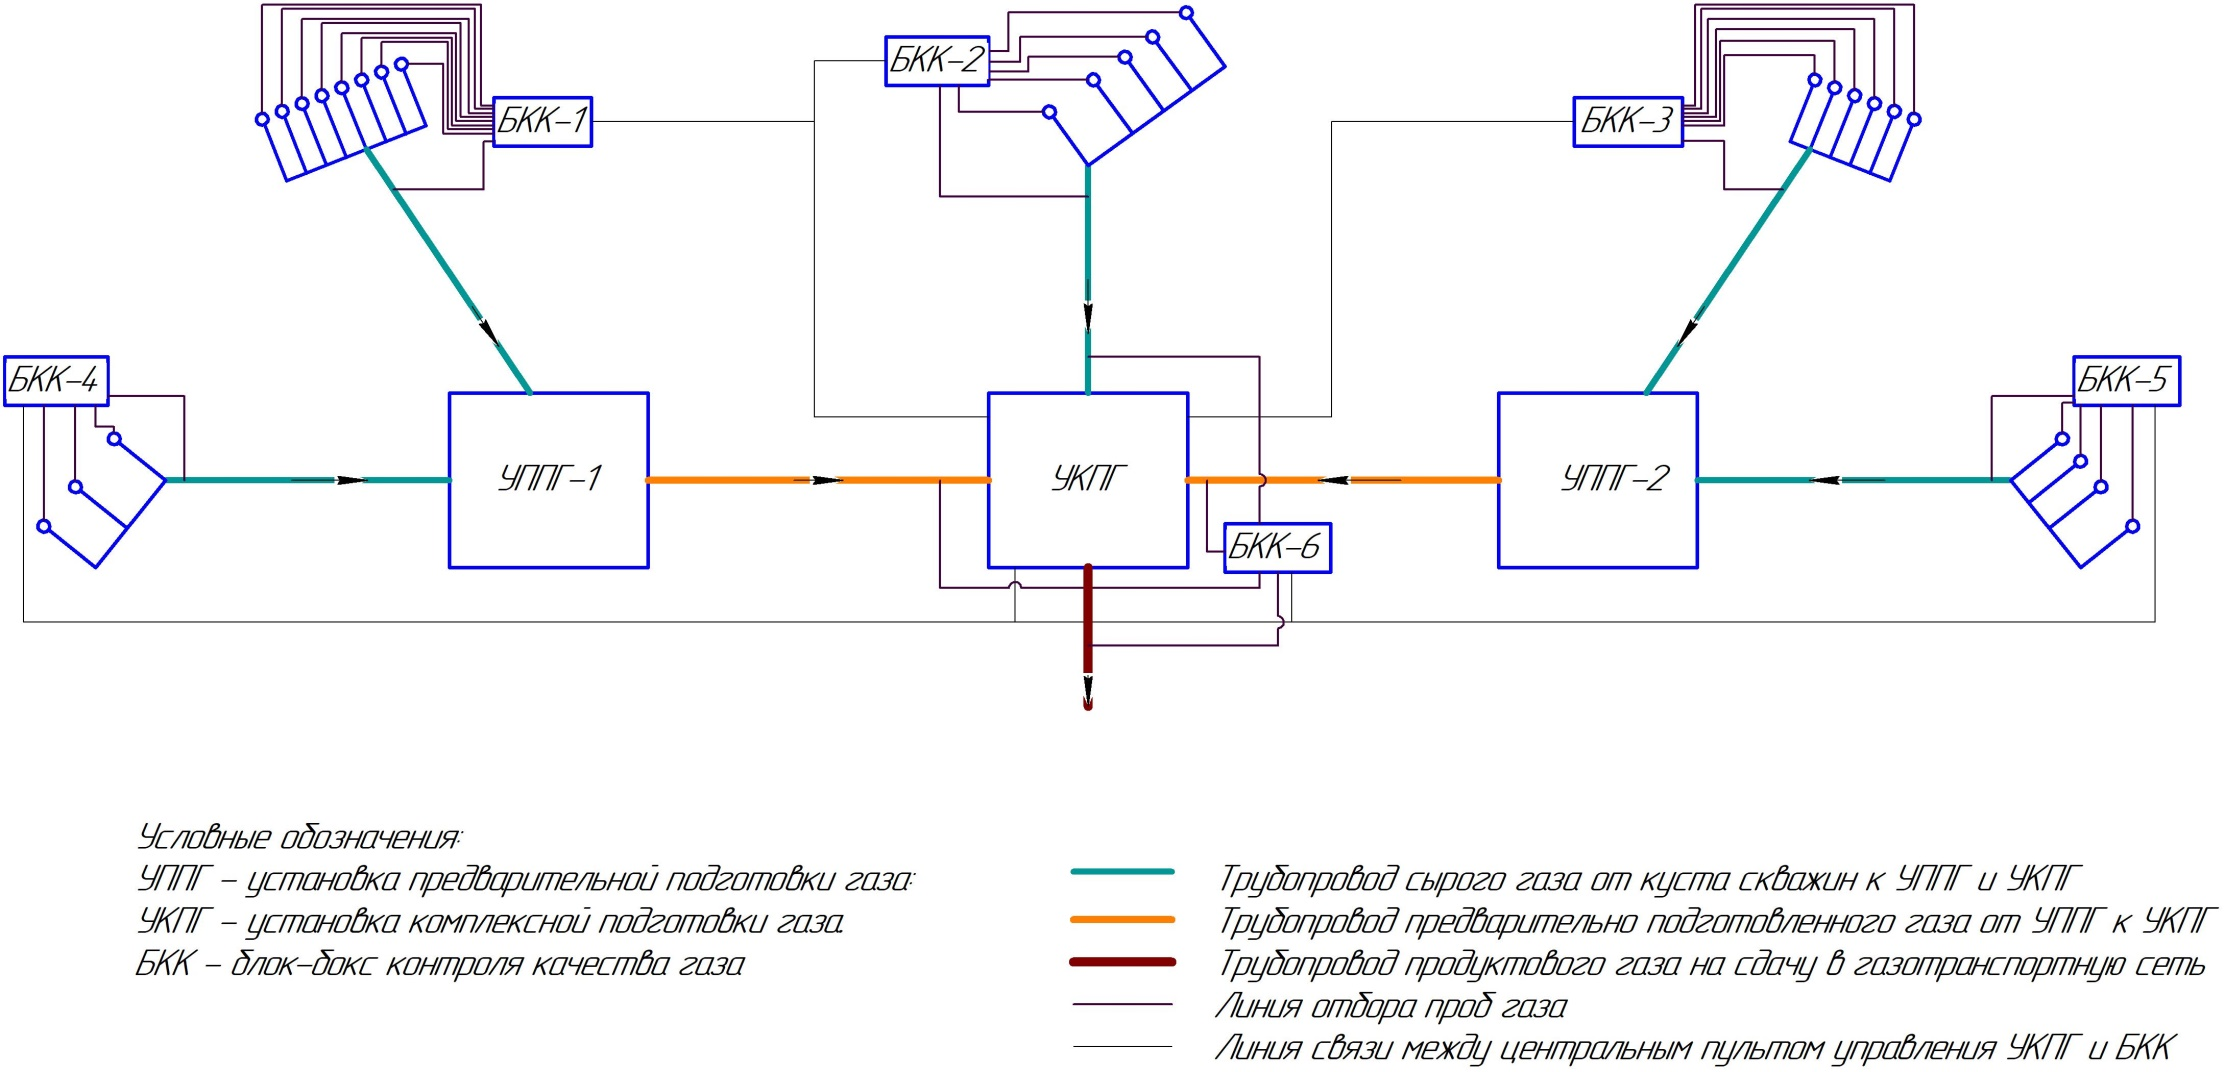 БКК-1
БКК-2
БКК-3
БКК-4
БКК-5
УППГ-1
УКПГ
УППГ-2
БКК-6
Условные обозначения:
УППГ - установка предварительной подготовки газа:
УКПГ - установка комплексной подготовки газа.
БКК - блок-бокс контроля качества газа
Трубопровод сырого газа от куста скважин к УППГ и УКПГ
Трубопровод предварительно подготовленного газа от УППГ к УКПГ
Трубопровод продуктового газа на сдачу в газотранспортную сеть
Линия отбора проб газа
Линия связи между центральным пультом управления УКПГ и БКК